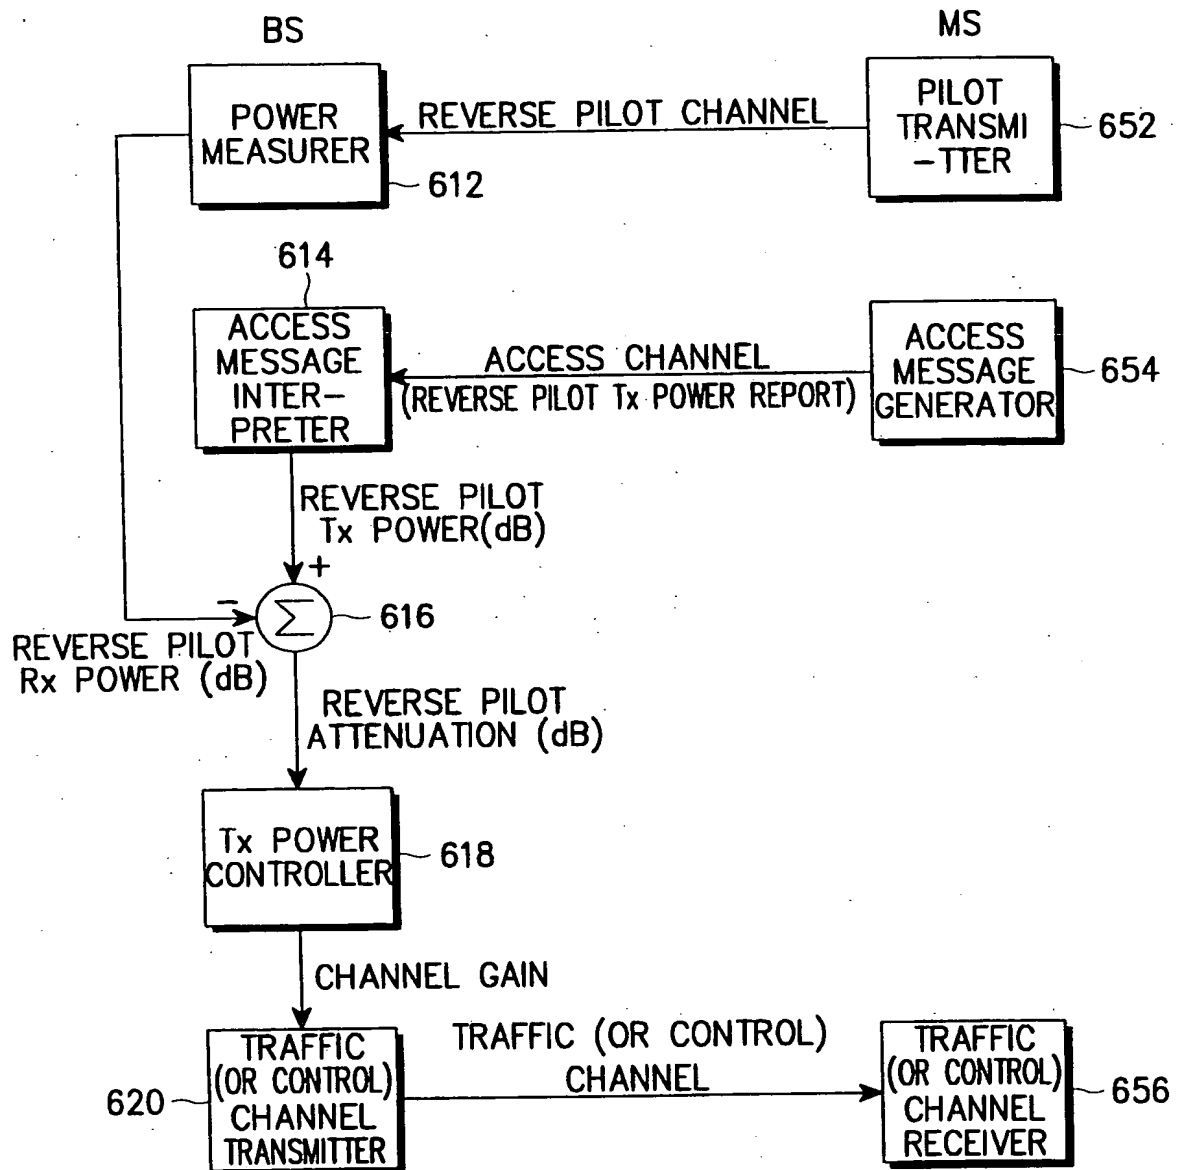 BS
MS
POWER
MEASURER
612
REVERSE PILOT CHANNEL
PILOT
TRANSMI
-TTER
652
614
ACCESS
MESSAGE
INTER-
PRETER
ACCESS CHANNEL
(REVERSE PILOT Tx POWER REPORT)
ACCESS
MESSAGE
GENERATOR
654
REVERSE PILOT
Tx POWER(dB)
+
-
Σ
616
REVERSE PILOT
Rx POWER (dB)
REVERSE PILOT
ATTENUATION (dB)
Tx POWER
CONTROLLER
618
CHANNEL GAIN
TRAFFIC
(OR CONTROL)
CHANNEL
TRANSMITTER
620
TRAFFIC (OR CONTROL)
CHANNEL
TRAFFIC
(OR CONTROL)
CHANNEL
RECEIVER
656